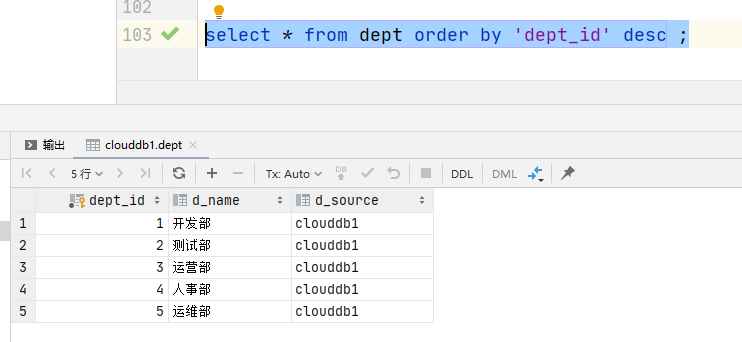 102
103 select * from dept order by 'dept_id' desc ;
输出 clouddb1.dept
5 行 Tx: Auto DB DDL DML
dept_id d_name d_source
1 1 开发部 clouddb1
2 2 测试部 clouddb1
3 3 运营部 clouddb1
4 4 人事部 clouddb1
5 5 运维部 clouddb1